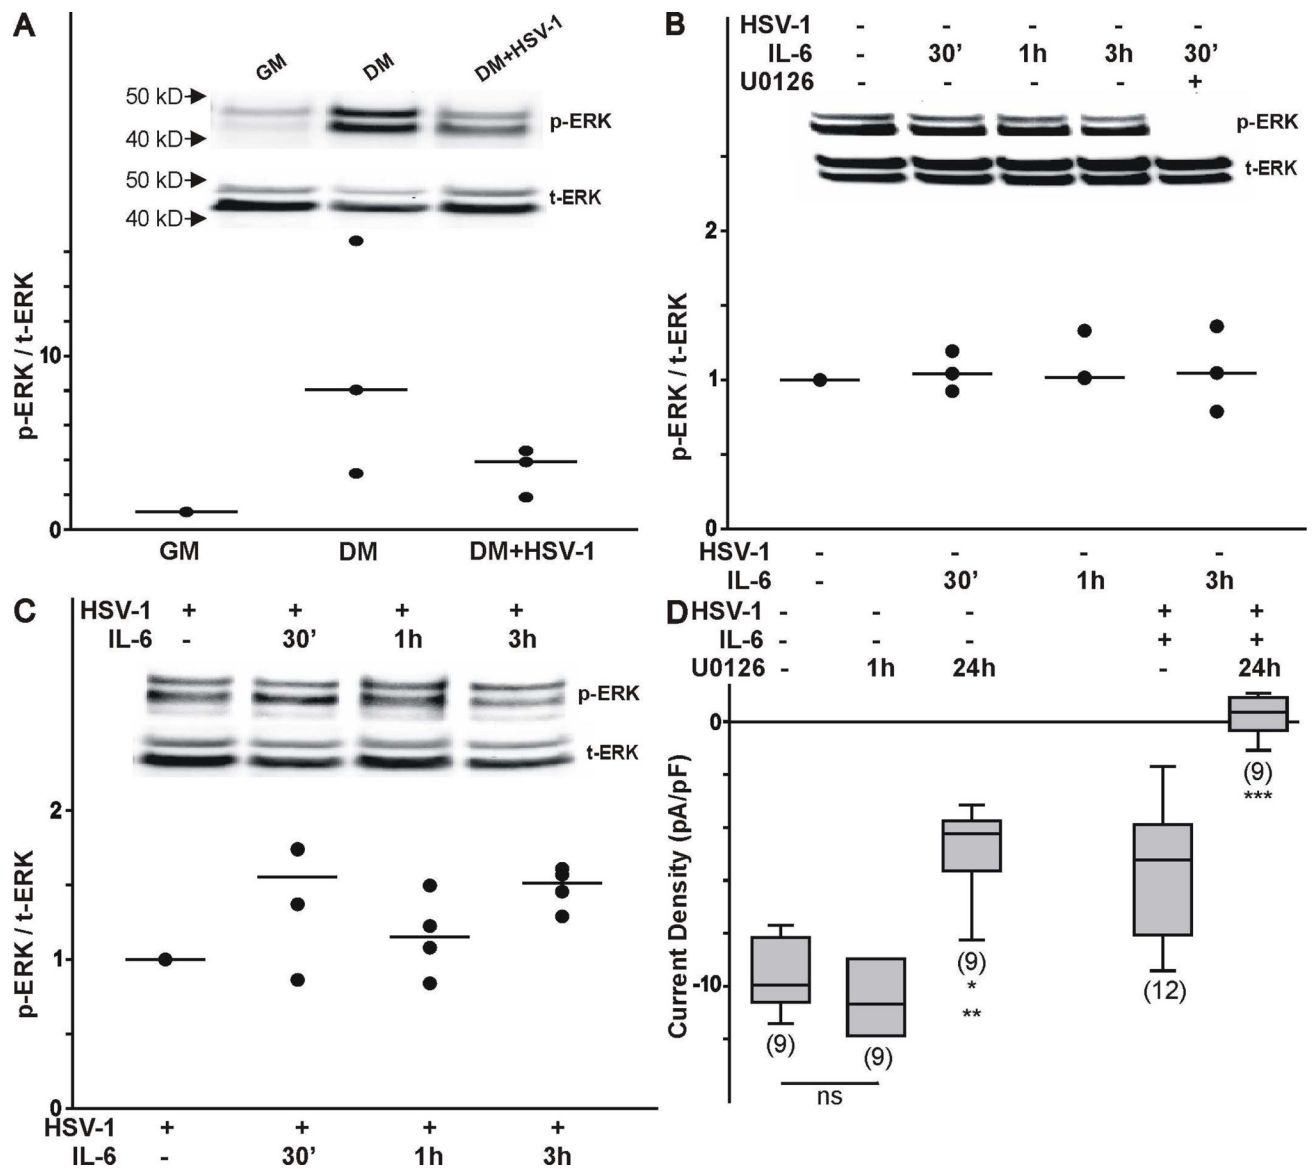 A
GM DM DM+HSV-1
50 kD
40 kD
p-ERK
50 kD
40 kD
t-ERK
p-ERK / t-ERK
10
0
GM DM DM+HSV-1
B
HSV-1 - - - - -
IL-6 - 30’ 1h 3h 30’
U0126 - - - - +
p-ERK
t-ERK
p-ERK / t-ERK
2
1
0
HSV-1 - - - -
IL-6 - 30’ 1h 3h
C
HSV-1 + + + +
IL-6 - 30’ 1h 3h
p-ERK
t-ERK
p-ERK / t-ERK
2
1
0
HSV-1 + + + +
IL-6 - 30’ 1h 3h
D
HSV-1 - - - + +
IL-6 - - - + +
U0126 - 1h 24h - 24h
Current Density (pA/pF)
0
-10
(9)
(9)
(9)
*
**
(12)
(9)
***
ns